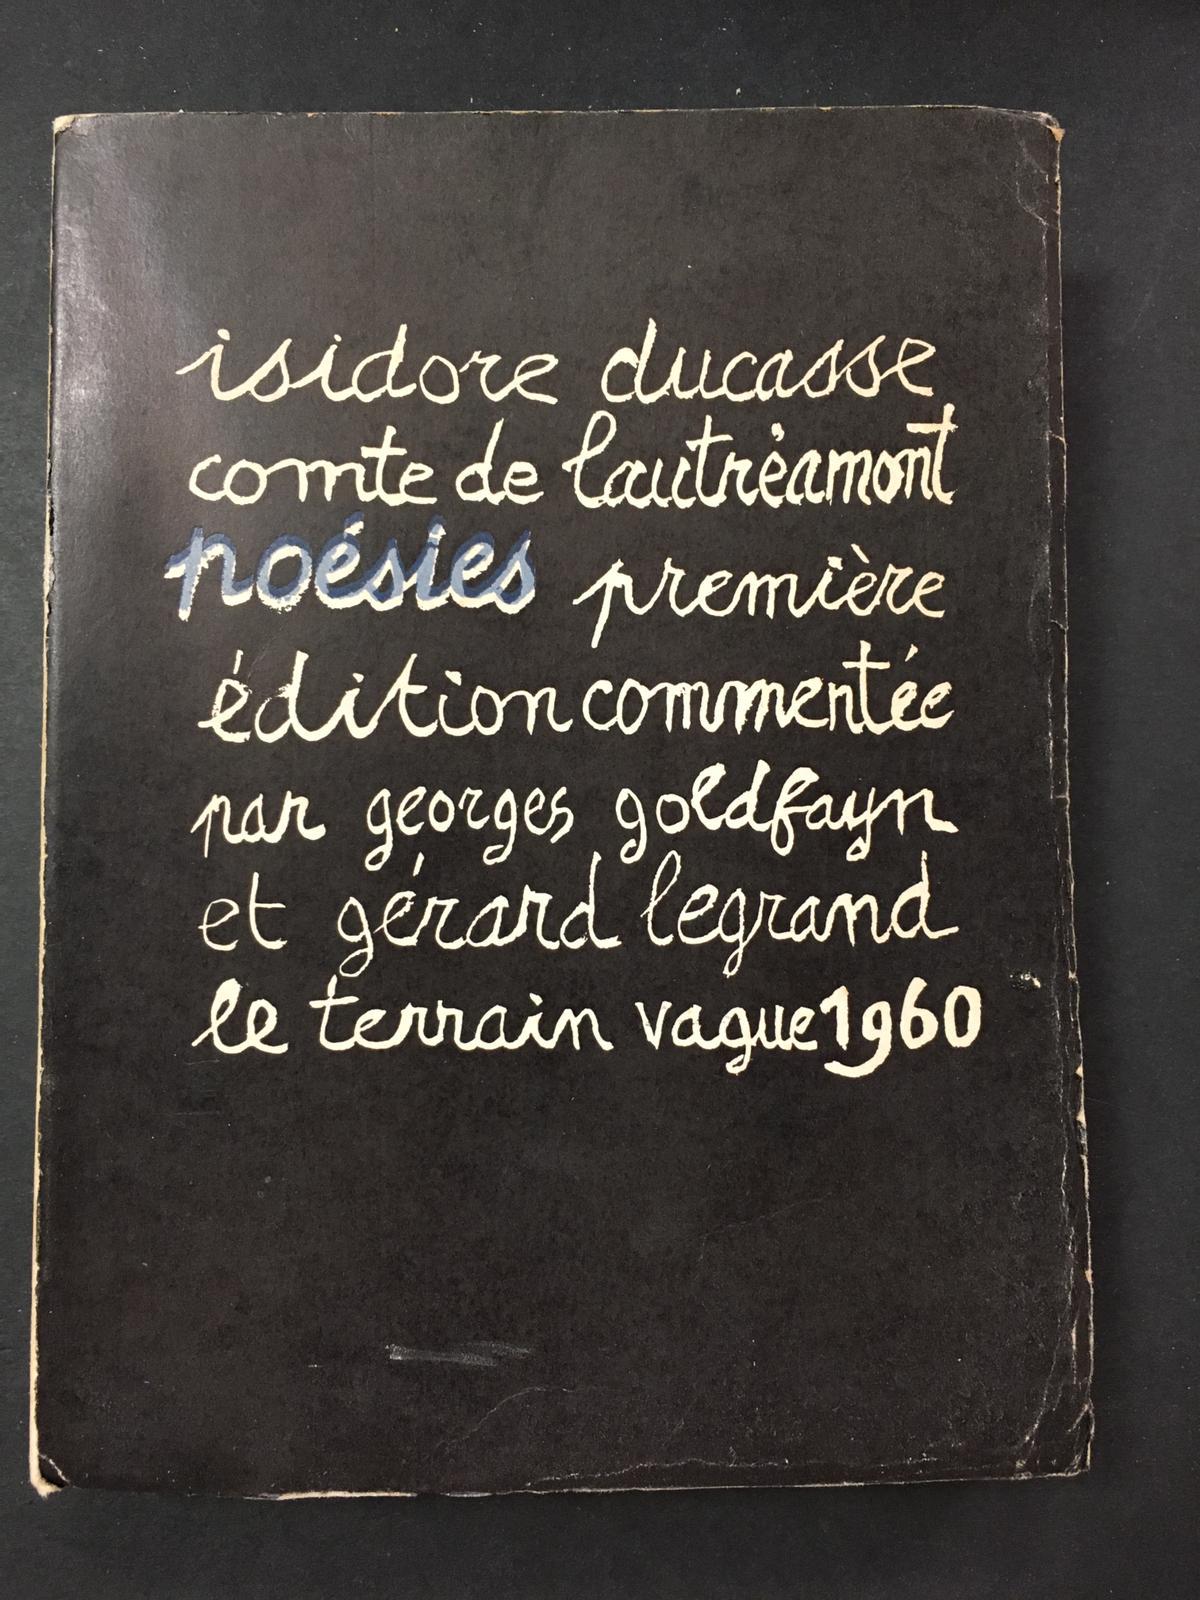 isidore ducasse
comte de lautréamont
poésies première
édition commentée
par georges goldfayn
et gérard legrand
le terrain vague 1960